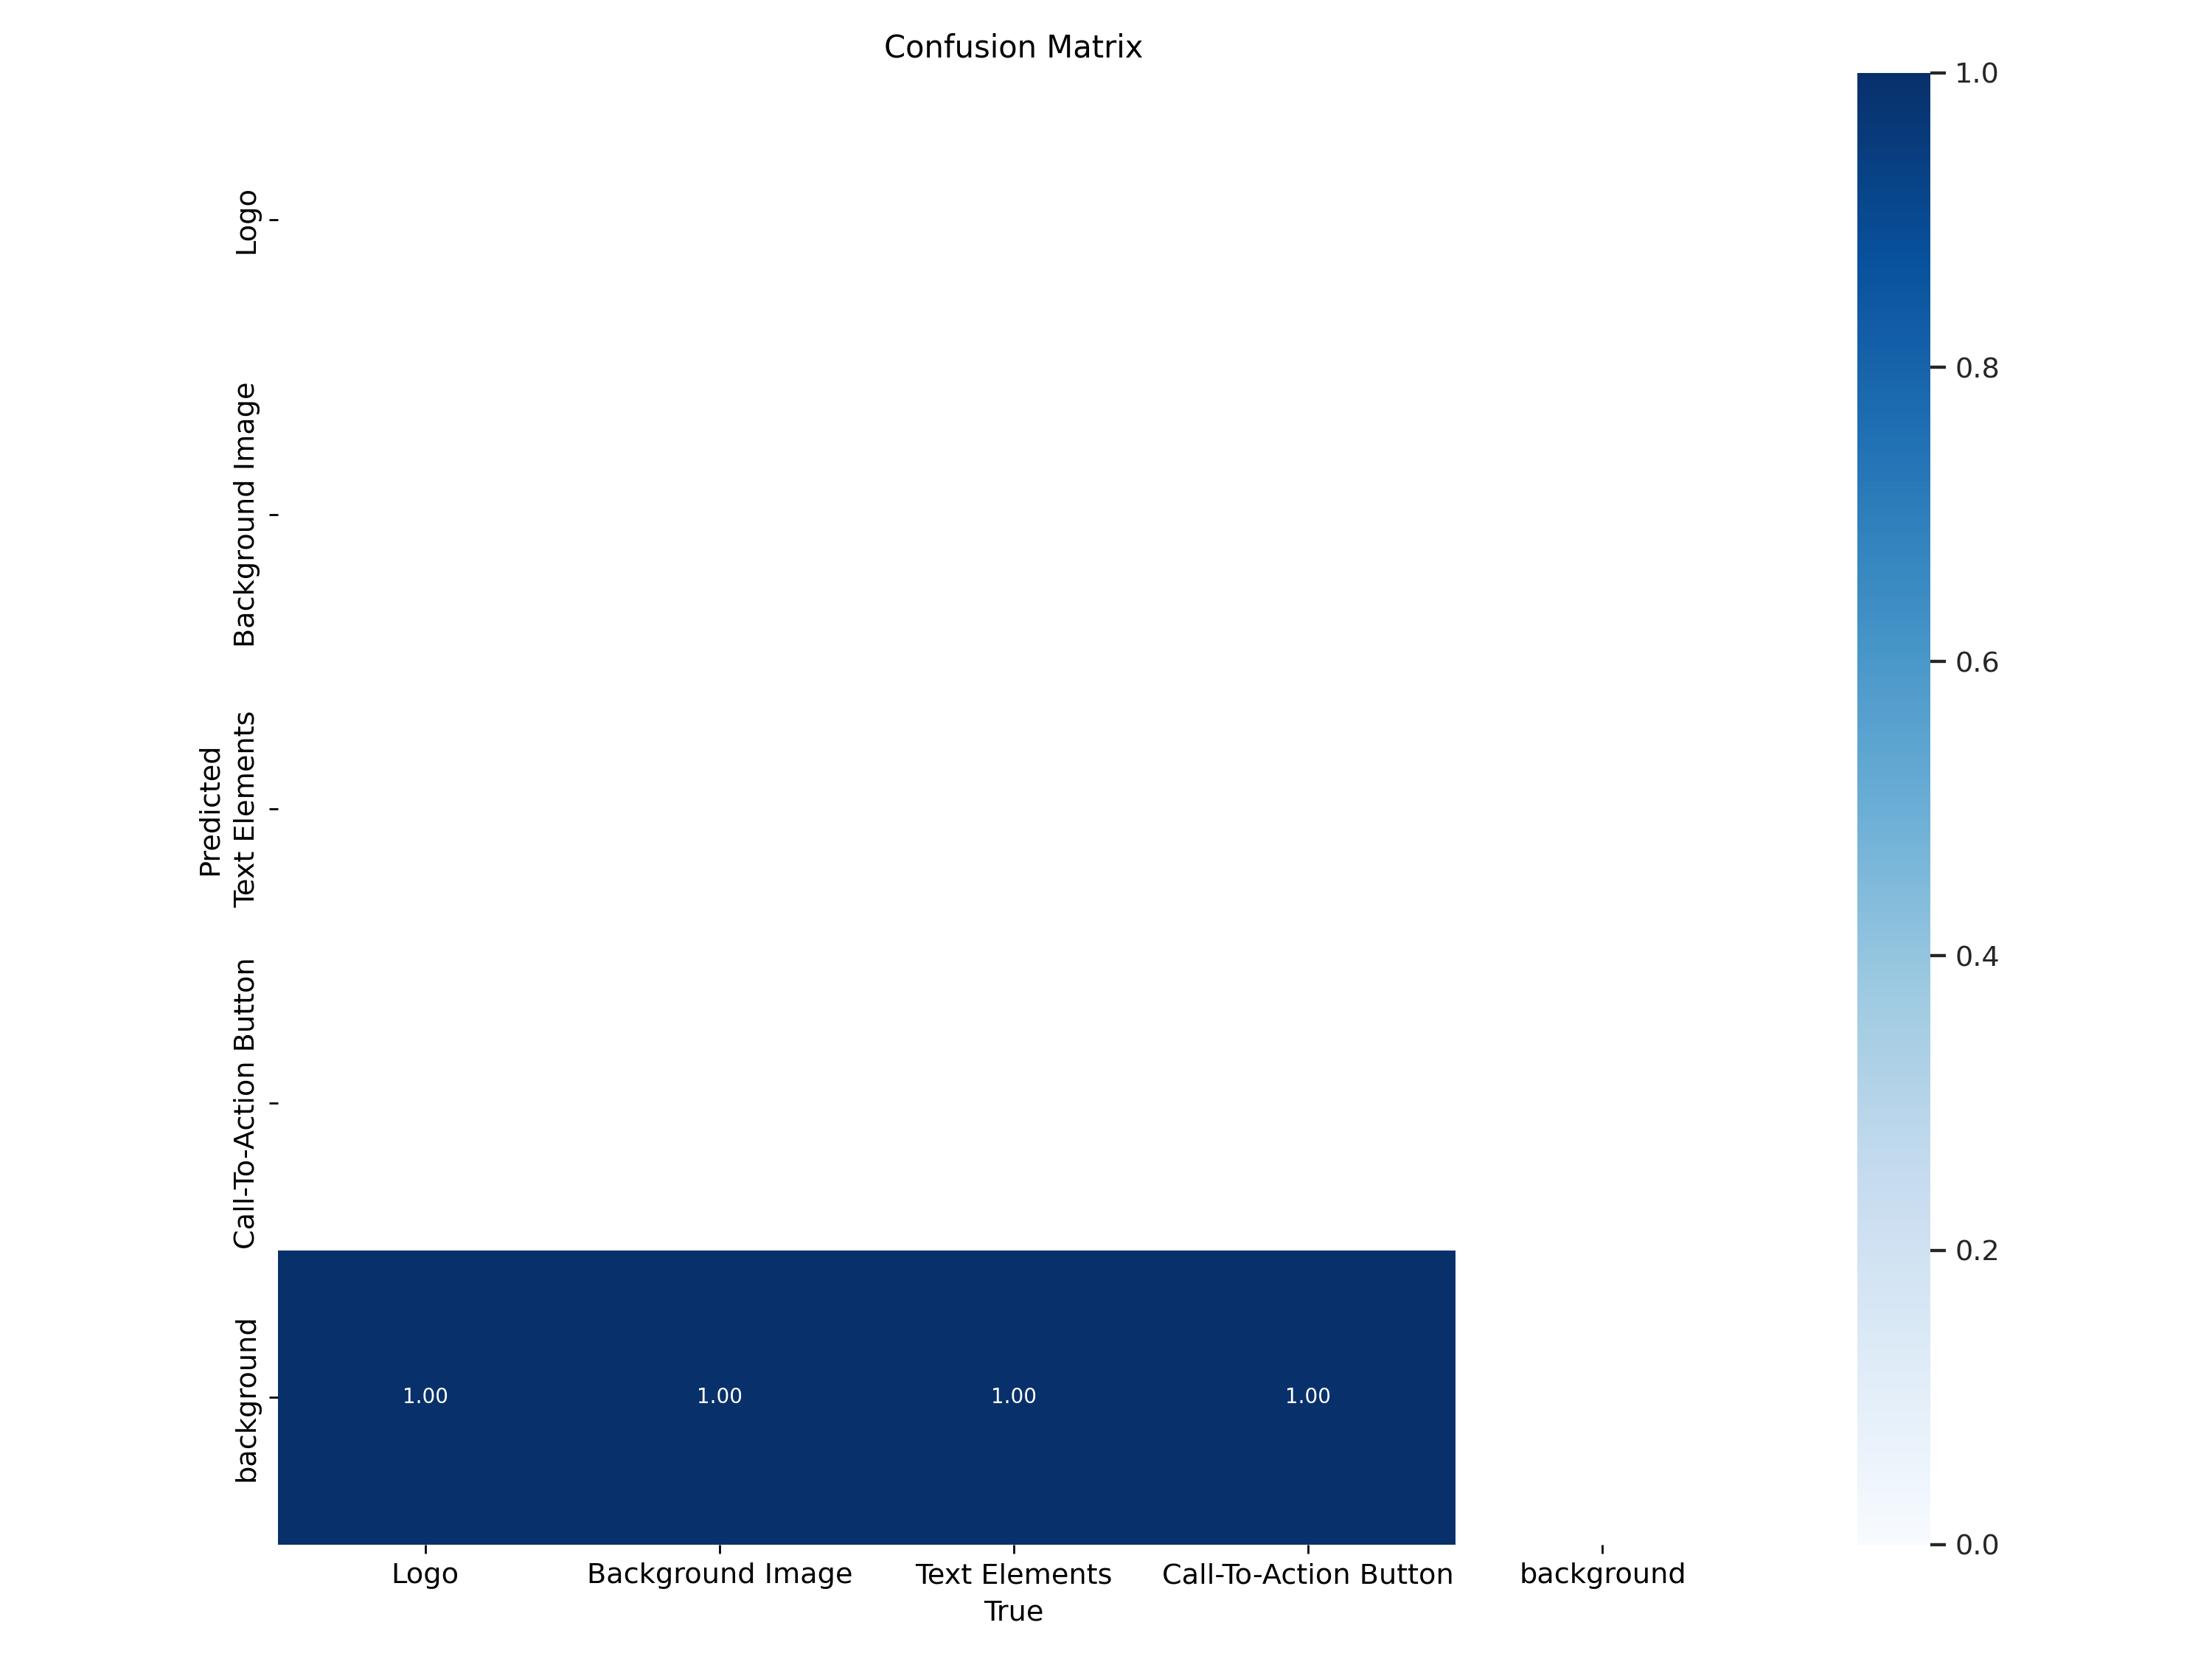 Confusion Matrix
Predicted
Logo
Background Image
Text Elements
Call-To-Action Button
background
1.00 1.00 1.00 1.00
Logo Background Image Text Elements Call-To-Action Button background
True
1.0
0.8
0.6
0.4
0.2
0.0